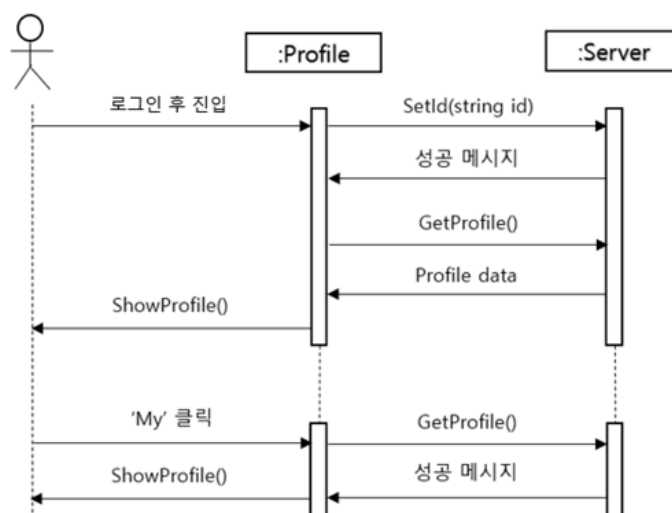 :Profile
:Server
로그인 후 진입
SetId(string id)
성공 메시지
GetProfile()
Profile data
ShowProfile()
‘My’ 클릭
GetProfile()
ShowProfile()
성공 메시지